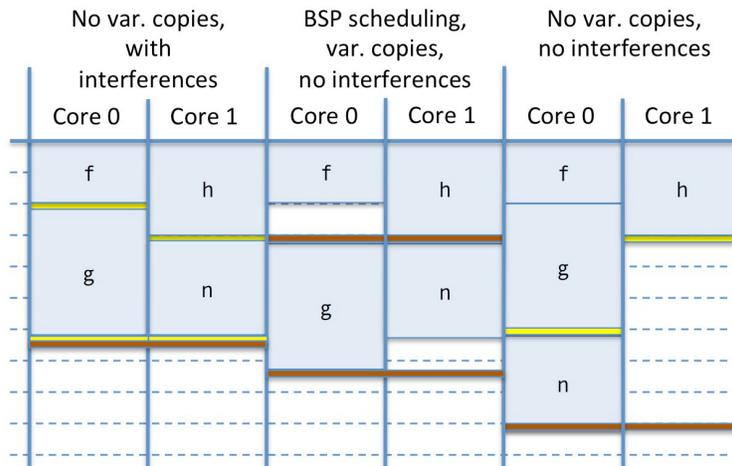 No var. copies,
with
interferences
BSP scheduling,
var. copies,
no interferences
No var. copies,
no interferences
Core 0
Core 1
Core 0
Core 1
Core 0
Core 1
f
h
g
n
f
h
g
n
f
h
g
n